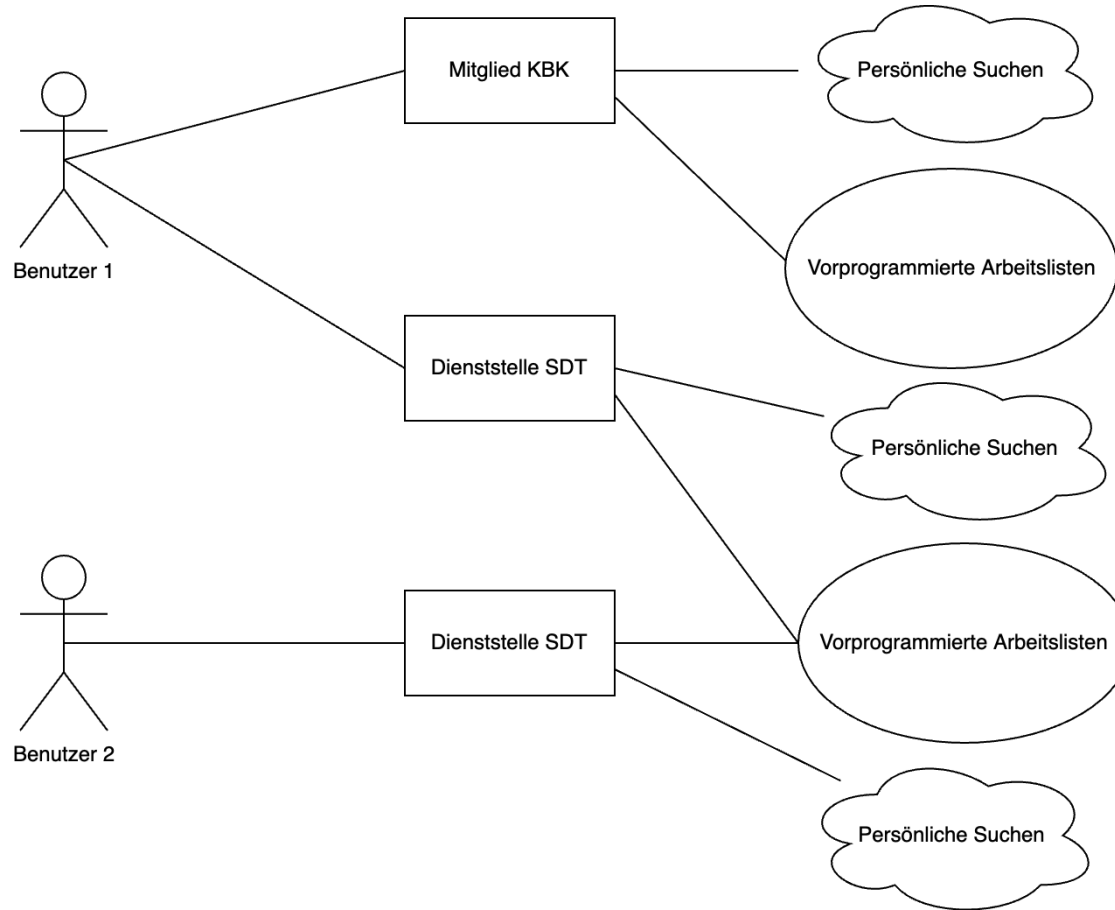 Mitglied KBK
Persönliche Suchen
Benutzer 1
Vorprogrammierte Arbeitslisten
Dienststelle SDT
Persönliche Suchen
Dienststelle SDT
Vorprogrammierte Arbeitslisten
Benutzer 2
Persönliche Suchen